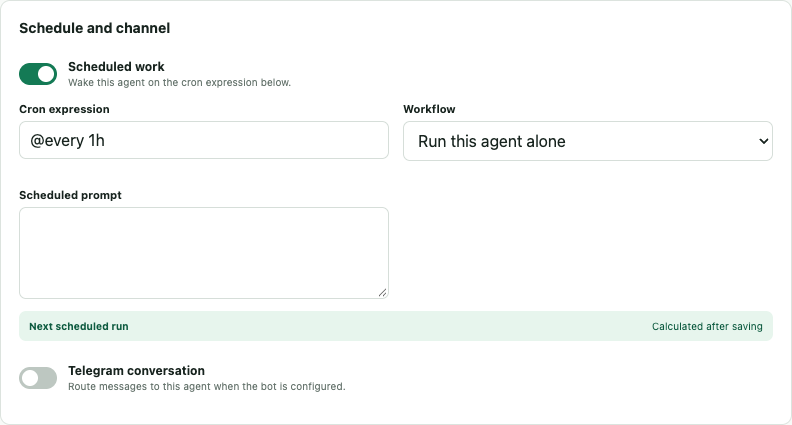 Schedule and channel
Scheduled work
Wake this agent on the cron expression below.
Cron expression
Workflow
@every 1h
Run this agent alone
Scheduled prompt
Next scheduled run
Calculated after saving
Telegram conversation
Route messages to this agent when the bot is configured.